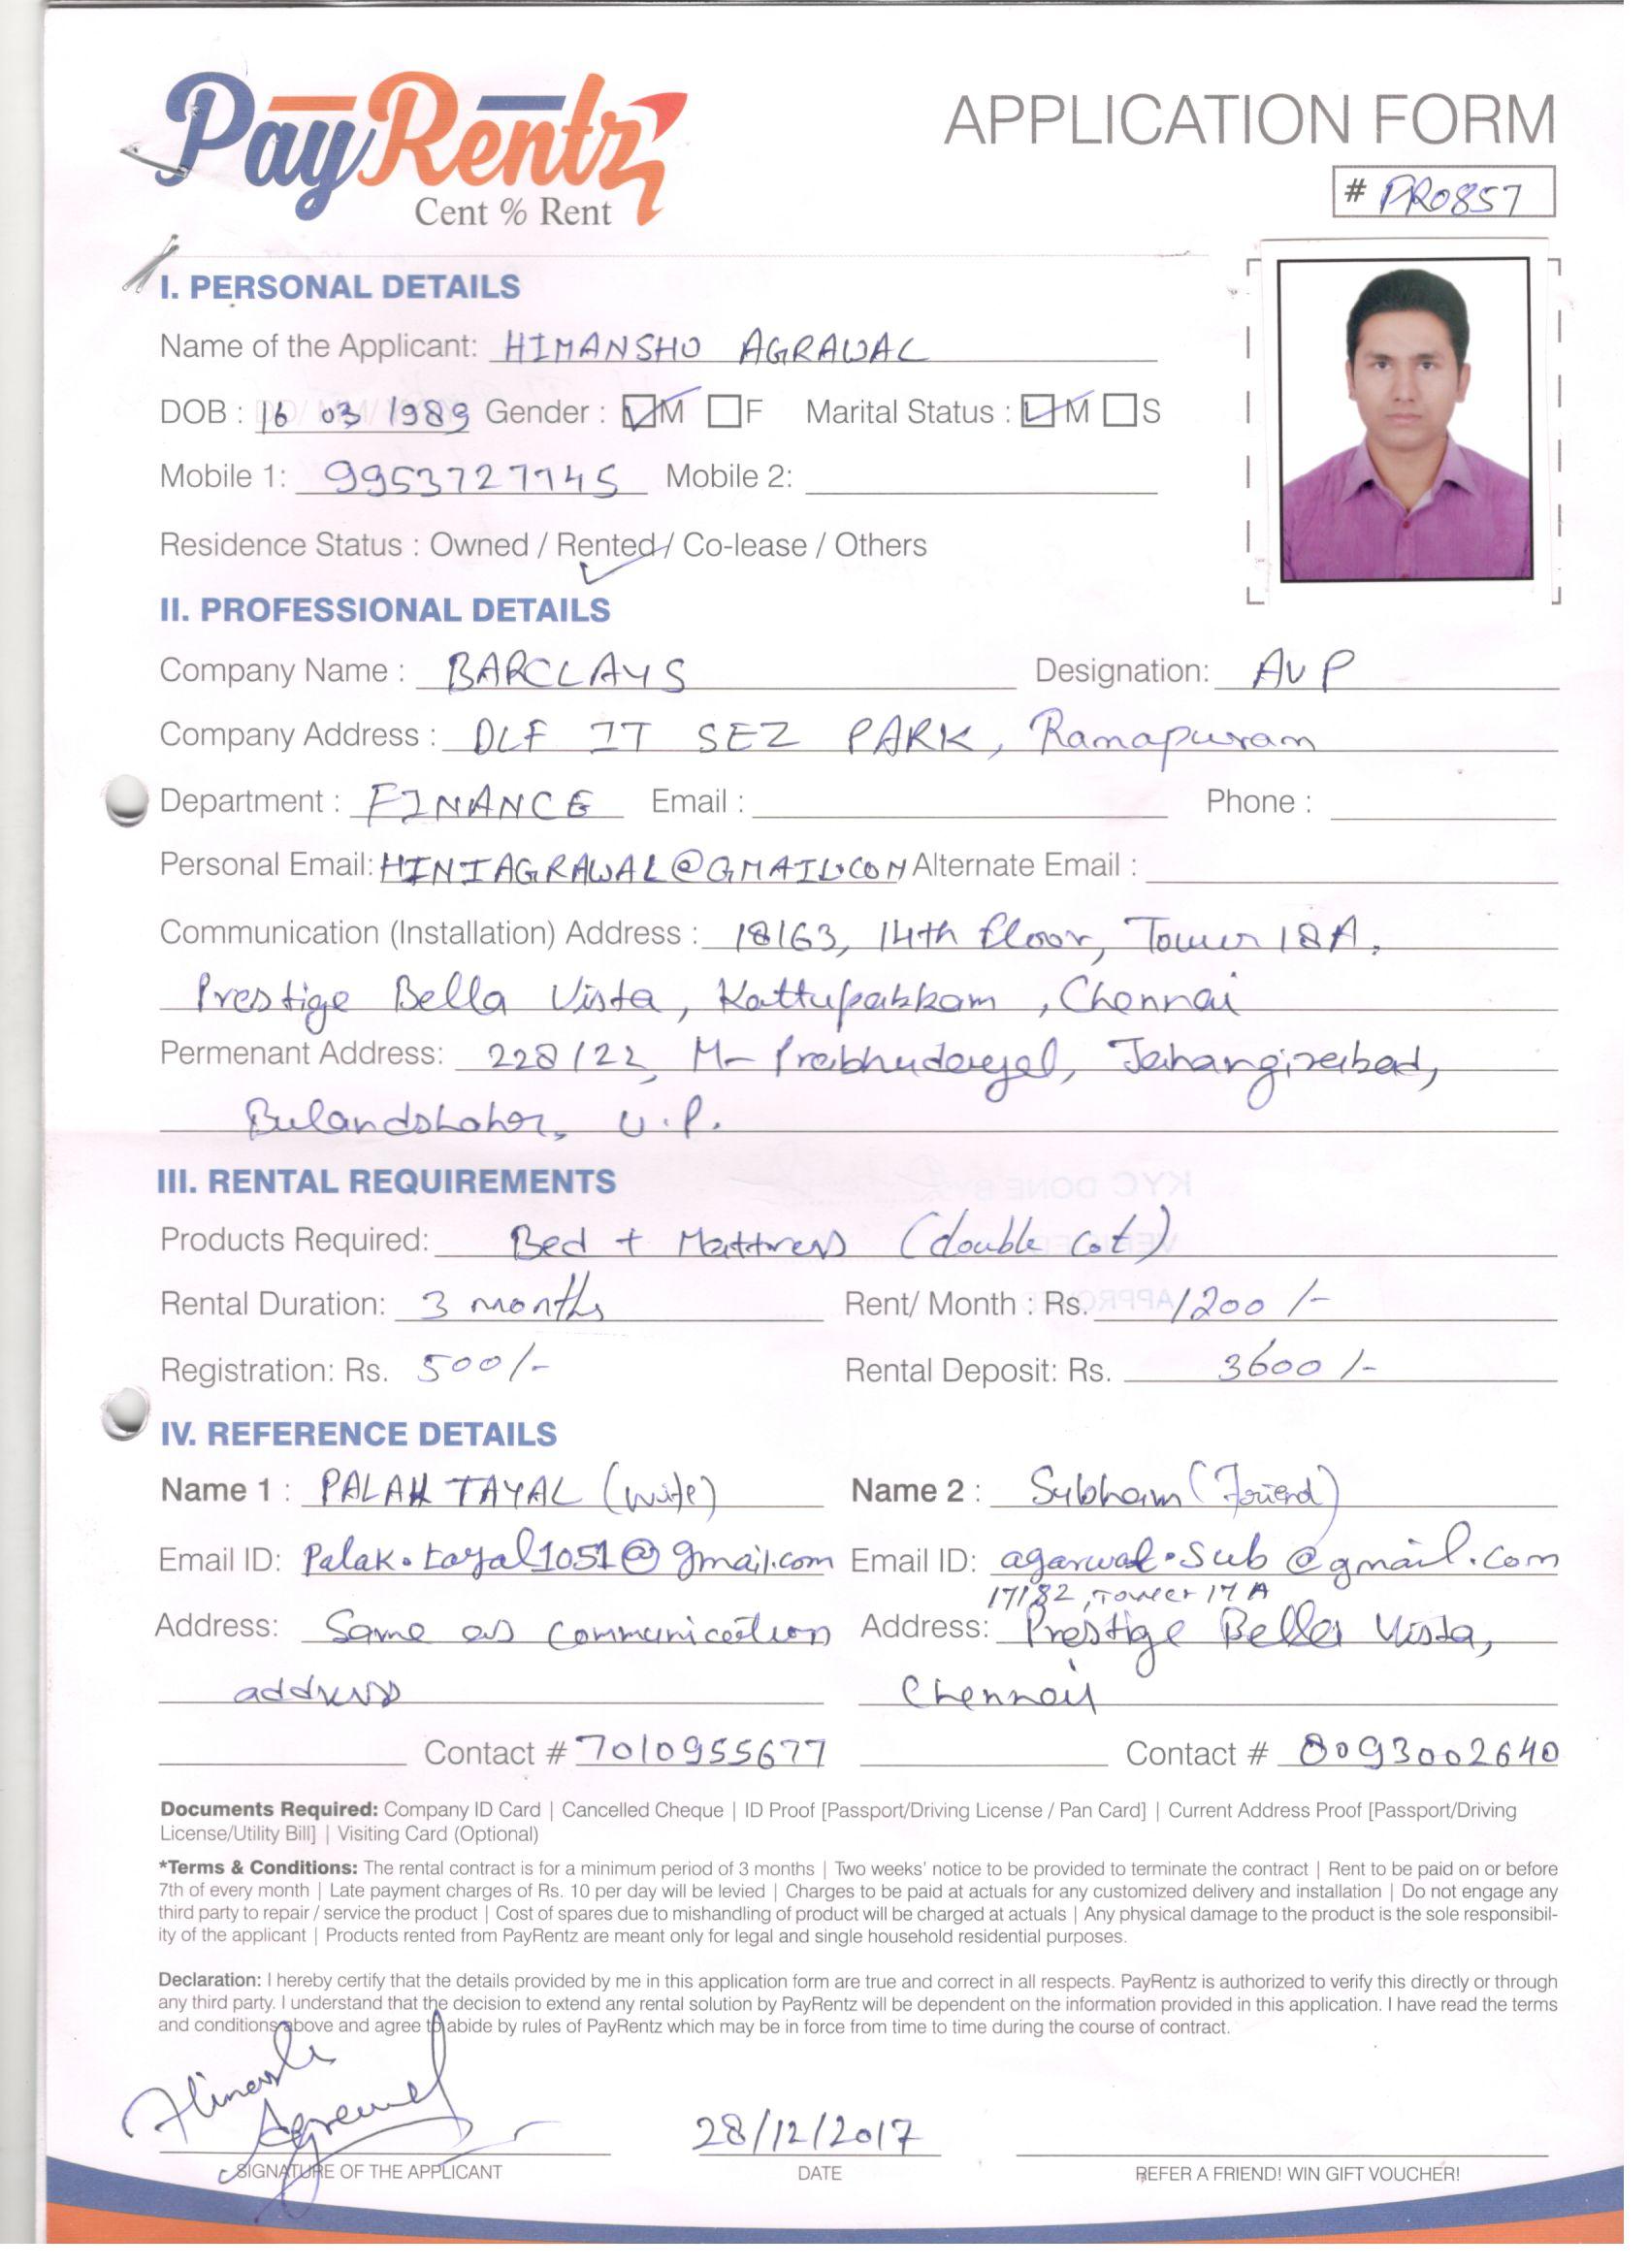 PayRentz
Cent % Rent
APPLICATION FORM
# PR0857
I. PERSONAL DETAILS
Name of the Applicant: HIMANSHU AGRAWAL
DOB : 16 03 1989 Gender : M F Marital Status : M S
Mobile 1: 9953727745 Mobile 2:
Residence Status : Owned / Rented / Co-lease / Others
II. PROFESSIONAL DETAILS
Company Name : BARCLAYS Designation: AVP
Company Address : DLF IT SEZ PARK, Ramapuram
Department : FINANCE Email : Phone :
Personal Email: HINIAGRAWAL@GMAIL.COM Alternate Email :
Communication (Installation) Address : 18163, 14th floor, Tower 18A,
Prestige Bella Vista, Kattupakkam, Chennai
Permenant Address: 228/22, M- Prabhudayal, Jahangirabad,
Bulandshahr, U.P.
III. RENTAL REQUIREMENTS
KYC DONE BY
Products Required: Bed + Mattress (double cot)
Rental Duration: 3 months Rent/ Month : Rs. 1200 /-
Registration: Rs. 500/- Rental Deposit: Rs. 3600 /-
IV. REFERENCE DETAILS
Name 1 : PALAK TAYAL (wife) Name 2 : Subham (Friend)
Email ID: Palak.tayal1051@gmail.com Email ID: agarwal.sub@gmail.com
17182, Tower 17 A
Address: Same as communication Address: Prestige Bella Vista,
address Chennai
Contact # 7010955677 Contact # 8093002640
Documents Required: Company ID Card | Cancelled Cheque | ID Proof [Passport/Driving License / Pan Card] | Current Address Proof [Passport/Driving
License/Utility Bill] | Visiting Card (Optional)
*Terms & Conditions: The rental contract is for a minimum period of 3 months | Two weeks' notice to be provided to terminate the contract | Rent to be paid on or before
7th of every month | Late payment charges of Rs. 10 per day will be levied | Charges to be paid at actuals for any customized delivery and installation | Do not engage any
third party to repair / service the product | Cost of spares due to mishandling of product will be charged at actuals | Any physical damage to the product is the sole responsibil-
ity of the applicant | Products rented from PayRentz are meant only for legal and single household residential purposes.
Declaration: I hereby certify that the details provided by me in this application form are true and correct in all respects. PayRentz is authorized to verify this directly or through
any third party. I understand that the decision to extend any rental solution by PayRentz will be dependent on the information provided in this application. I have read the terms
and conditions above and agree to abide by rules of PayRentz which may be in force from time to time during the course of contract.
Himanshu
Agrawal
28/12/2017
SIGNATURE OF THE APPLICANT DATE REFER A FRIEND! WIN GIFT VOUCHER!